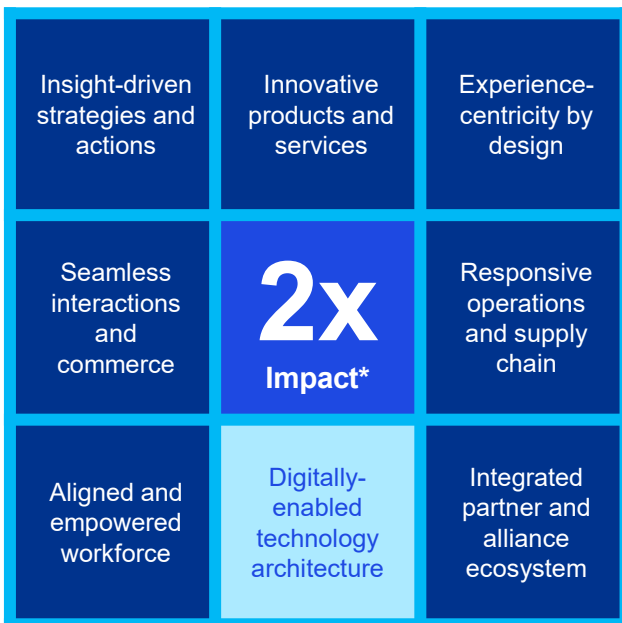 Insight-driven
strategies and
actions
Innovative
products and
services
Experience-
centricity by
design
Seamless
interactions
and
commerce
2x
Impact*
Responsive
operations
and supply
chain
Aligned and
empowered
workforce
Digitally-
enabled
technology
architecture
Integrated
partner and
alliance
ecosystem